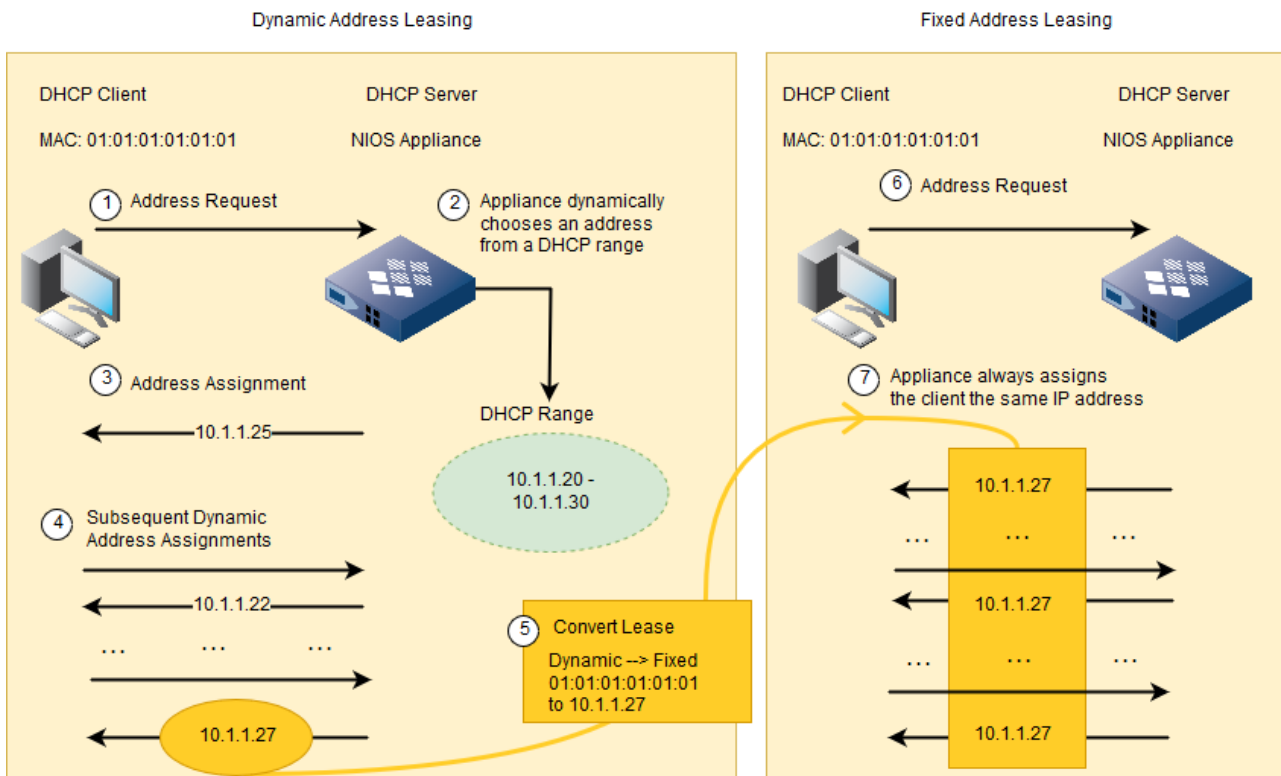 Dynamic Address Leasing
DHCP Client
DHCP Server
MAC: 01:01:01:01:01:01
NIOS Appliance
1 Address Request
2 Appliance dynamically
chooses an address
from a DHCP range
3 Address Assignment
10.1.1.25
DHCP Range
10.1.1.20 -
10.1.1.30
4 Subsequent Dynamic
Address Assignments
10.1.1.22
... ... ...
10.1.1.27
5 Convert Lease
Dynamic --> Fixed
01:01:01:01:01:01
to 10.1.1.27
Fixed Address Leasing
DHCP Client
DHCP Server
MAC: 01:01:01:01:01:01
NIOS Appliance
6 Address Request
7 Appliance always assigns
the client the same IP address
10.1.1.27
... ... ...
10.1.1.27
... ... ...
10.1.1.27